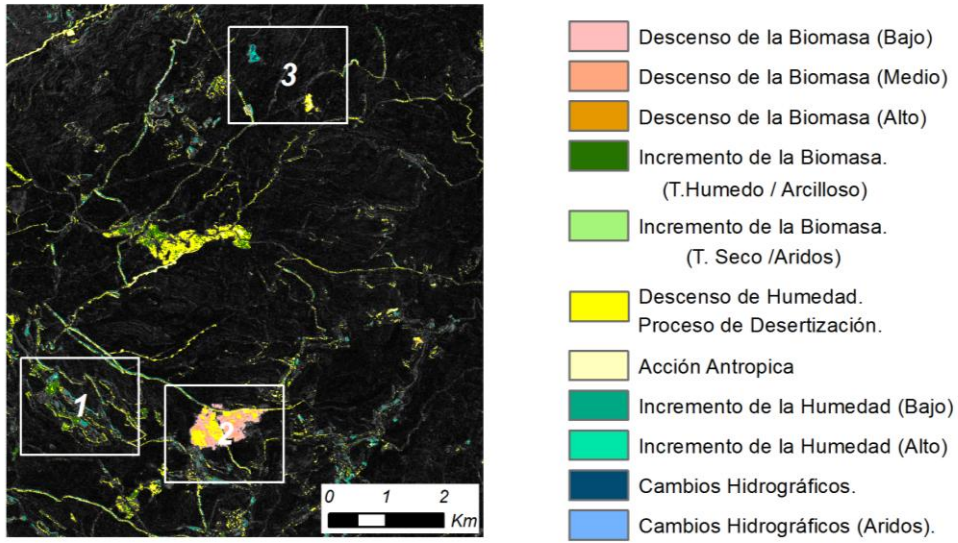 3
1
2
0 1 2
Km
Descenso de la Biomasa (Bajo)
Descenso de la Biomasa (Medio)
Descenso de la Biomasa (Alto)
Incremento de la Biomasa.
(T.Humedo / Arcilloso)
Incremento de la Biomasa.
(T. Seco /Aridos)
Descenso de Humedad.
Proceso de Desertización.
Acción Antropica
Incremento de la Humedad (Bajo)
Incremento de la Humedad (Alto)
Cambios Hidrográficos.
Cambios Hidrográficos (Aridos).